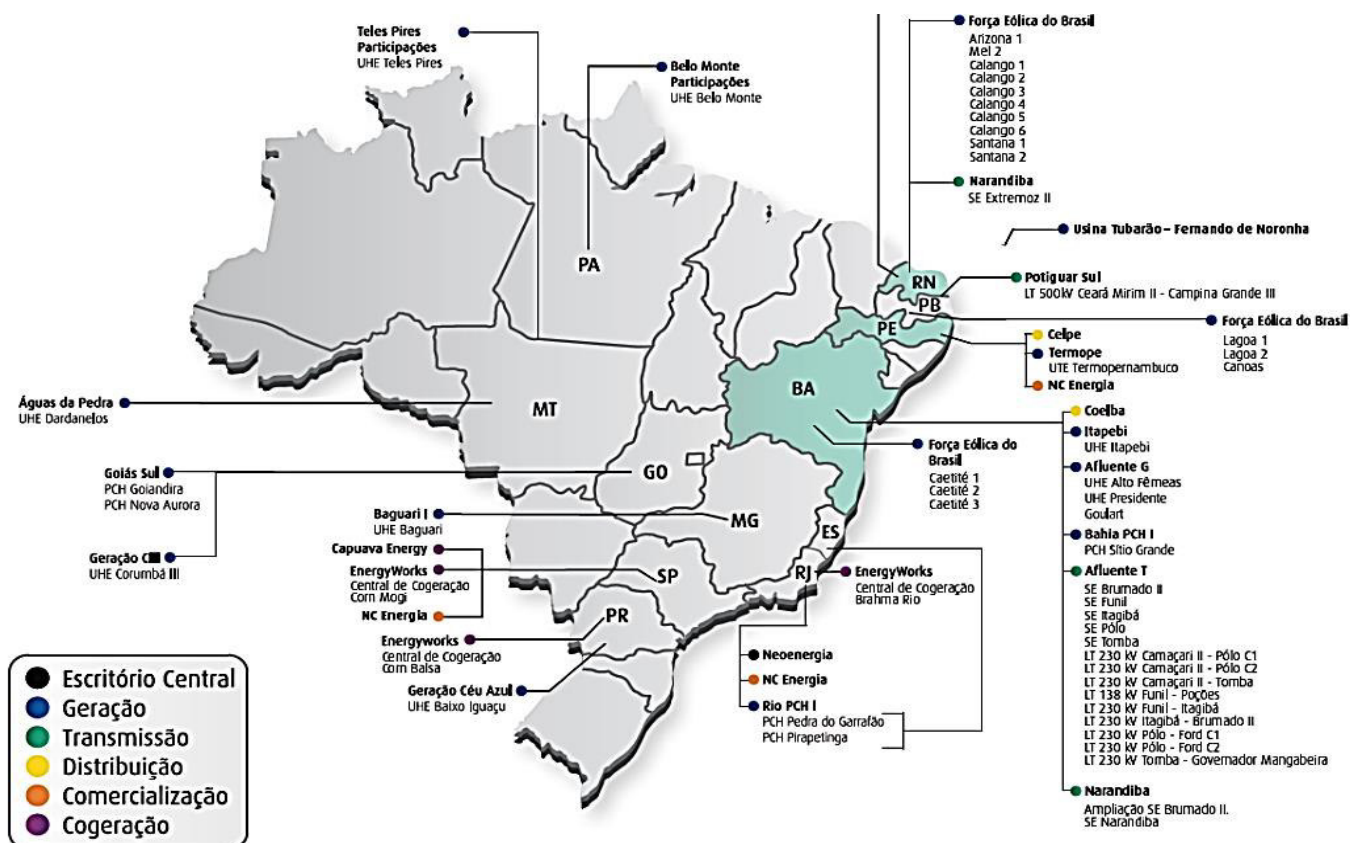 Teles Pires
Participações
UHE Teles Pires
Belo Monte
Participações
UHE Belo Monte
Força Eólica do Brasil
Arizona 1
Mel 2
Calango 1
Calango 2
Calango 3
Calango 4
Calango 5
Calango 6
Santana 1
Santana 2
Narandiba
SE Extremoz II
Usina Tubarão – Fernando de Noronha
Potiguar Sul
LT 500kV Ceará Mirim II - Campina Grande III
Força Eólica do Brasil
Lagoa 1
Lagoa 2
Canoas
Celpe
Termope
UTE Termopernambuco
NC Energia
Coelba
Itapebi
UHE Itapebi
Afluente G
UHE Alto Fêmeas
UHE Presidente
Goulart
Bahia PCH I
PCH Sítio Grande
Afluente T
SE Brumado II
SE Funil
SE Itagibá
SE Pólo
SE Tomba
LT 230 kV Camaçari II - Pólo C1
LT 230 kV Camaçari II - Pólo C2
LT 230 kV Camaçari II - Tomba
LT 138 kV Funil - Poções
LT 230 kV Funil - Itagibá
LT 230 kV Itagibá - Brumado II
LT 230 kV Pólo - Ford C1
LT 230 kV Pólo - Ford C2
LT 230 kV Tomba - Governador Mangabeira
Narandiba
Ampliação SE Brumado II.
SE Narandiba
Força Eólica do
Brasil
Caetité 1
Caetité 2
Caetité 3
PA
RN
PB
PE
BA
MT
GO
MG
ES
SP
RJ
PR
Águas da Pedra
UHE Dardanelos
Goiás Sul
PCH Goiandira
PCH Nova Aurora
Geração
UHE Corumbá III
Baguari I
UHE Baguari
Capuava Energy
EnergyWorks
Central de Cogeração
Corn Mogi
NC Energia
Energyworks
Central de Cogeração
Corn Balsa
Geração Céu Azul
UHE Baixo Iguaçu
EnergyWorks
Central de Cogeração
Brahma Rio
Neoenergia
NC Energia
Rio PCH I
PCH Pedra do Garrafão
PCH Pirapetinga
Escritório Central
Geração
Transmissão
Distribuição
Comercialização
Cogeração